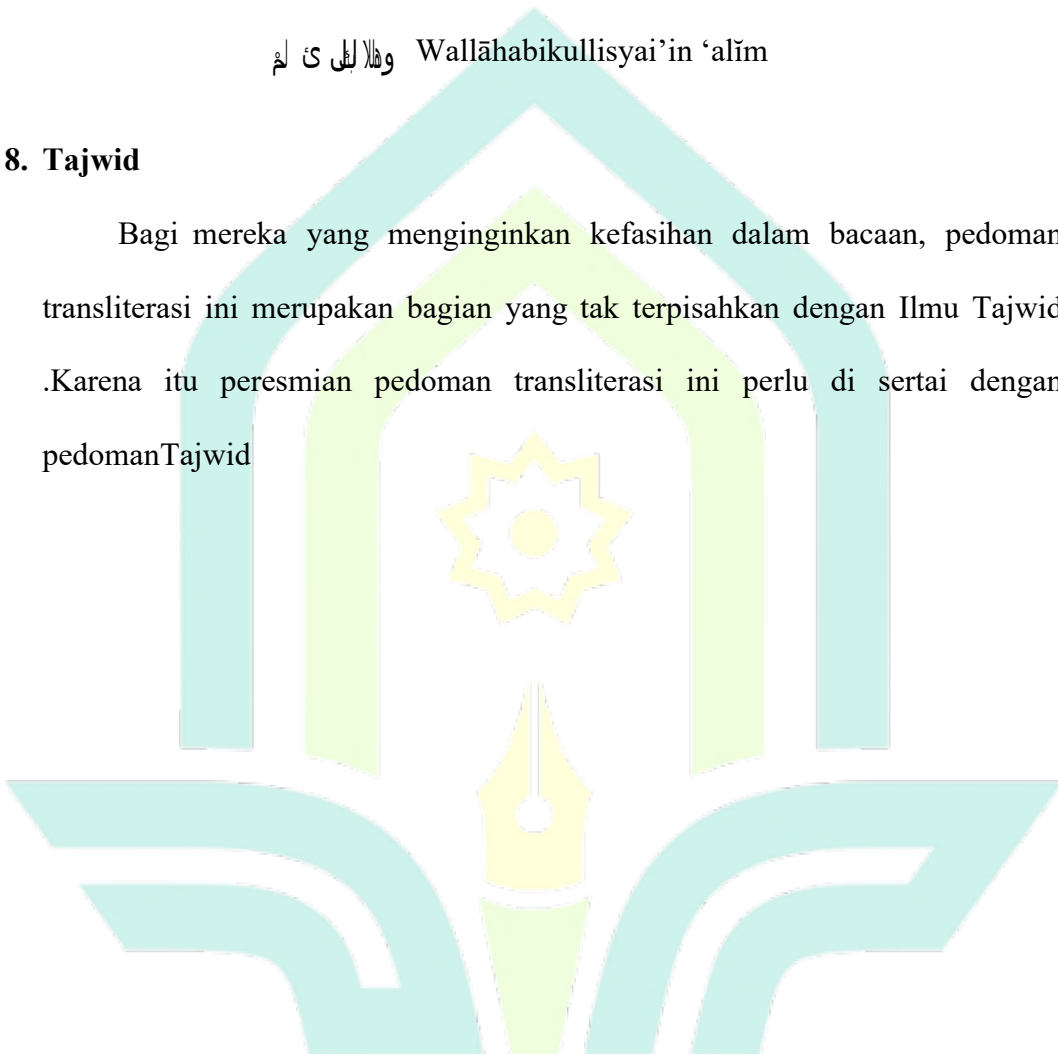 Wallāhabikullisyai’in ‘alĭm
8. Tajwid
Bagi mereka yang menginginkan kefasihan dalam bacaan, pedoman
transliterasi ini merupakan bagian yang tak terpisahkan dengan Ilmu Tajwid
.Karena itu peresmian pedoman transliterasi ini perlu di sertai dengan
pedomanTajwid